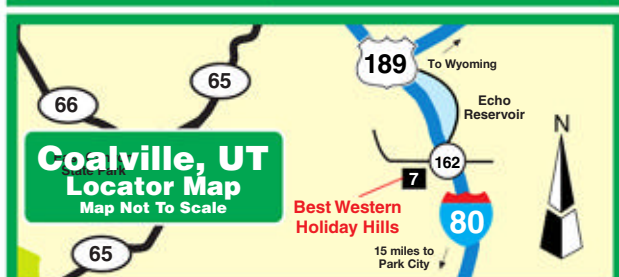 189
To Wyoming
65
66
Echo
Reservoir
N
Coalville, UT
State Park
Locator Map
Map Not To Scale
162
7
Best Western
Holiday Hills
80
65
15 miles to
Park City